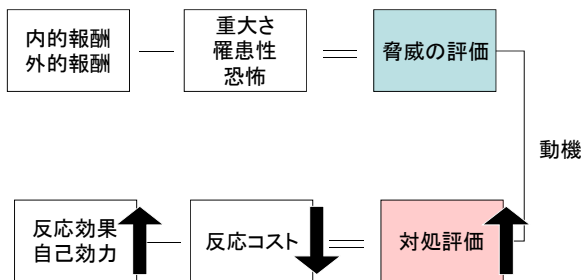 内的報酬
外的報酬
重大さ
罹患性
恐怖
脅威の評価
動機
反応効果
自己効力
反応コスト
対処評価